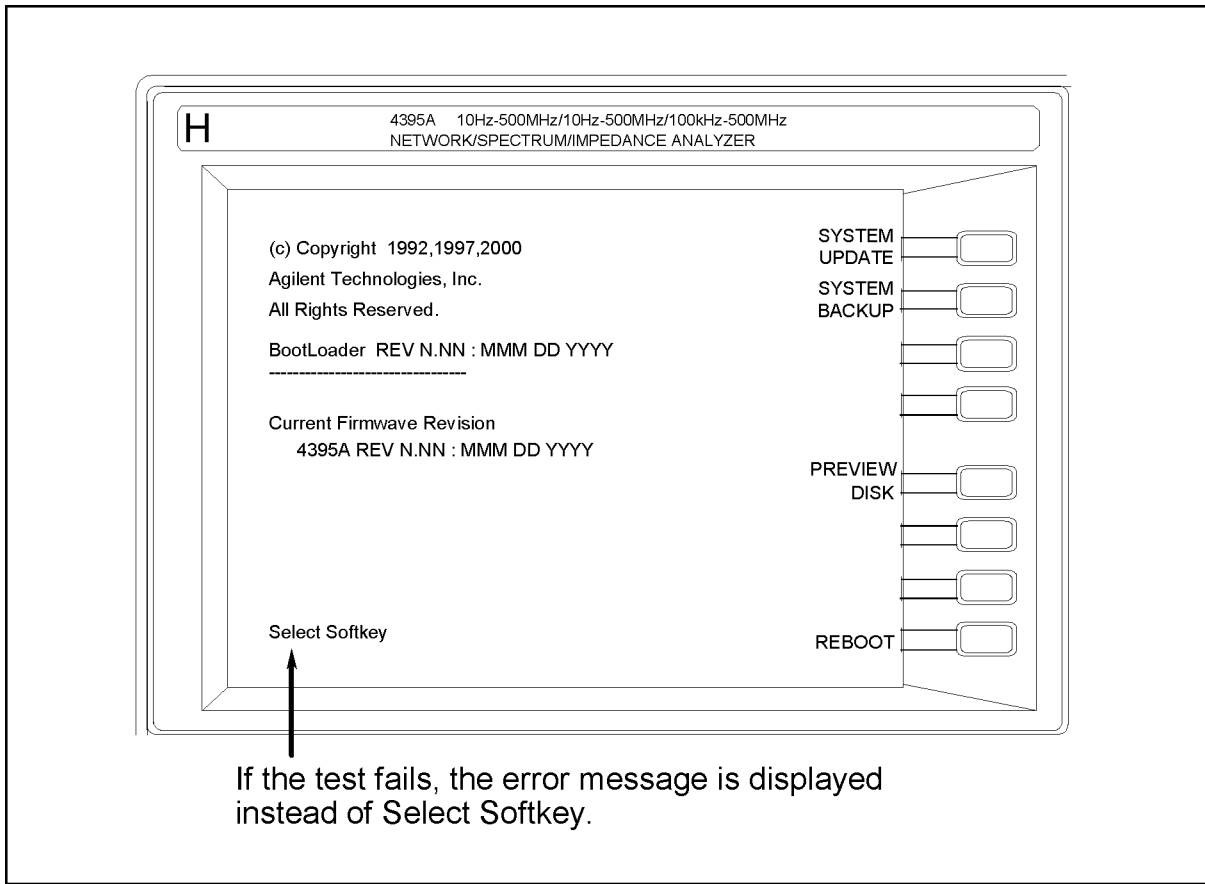 H
4395A 10Hz-500MHz/10Hz-500MHz/100kHz-500MHz
NETWORK/SPECTRUM/IMPEDANCE ANALYZER
(c) Copyright 1992,1997,2000
Agilent Technologies, Inc.
All Rights Reserved.
BootLoader REV N.NN : MMM DD YYYY
---------------------------------
Current Firmwave Revision
4395A REV N.NN : MMM DD YYYY
Select Softkey
SYSTEM
UPDATE
SYSTEM
BACKUP
PREVIEW
DISK
REBOOT
If the test fails, the error message is displayed
instead of Select Softkey.